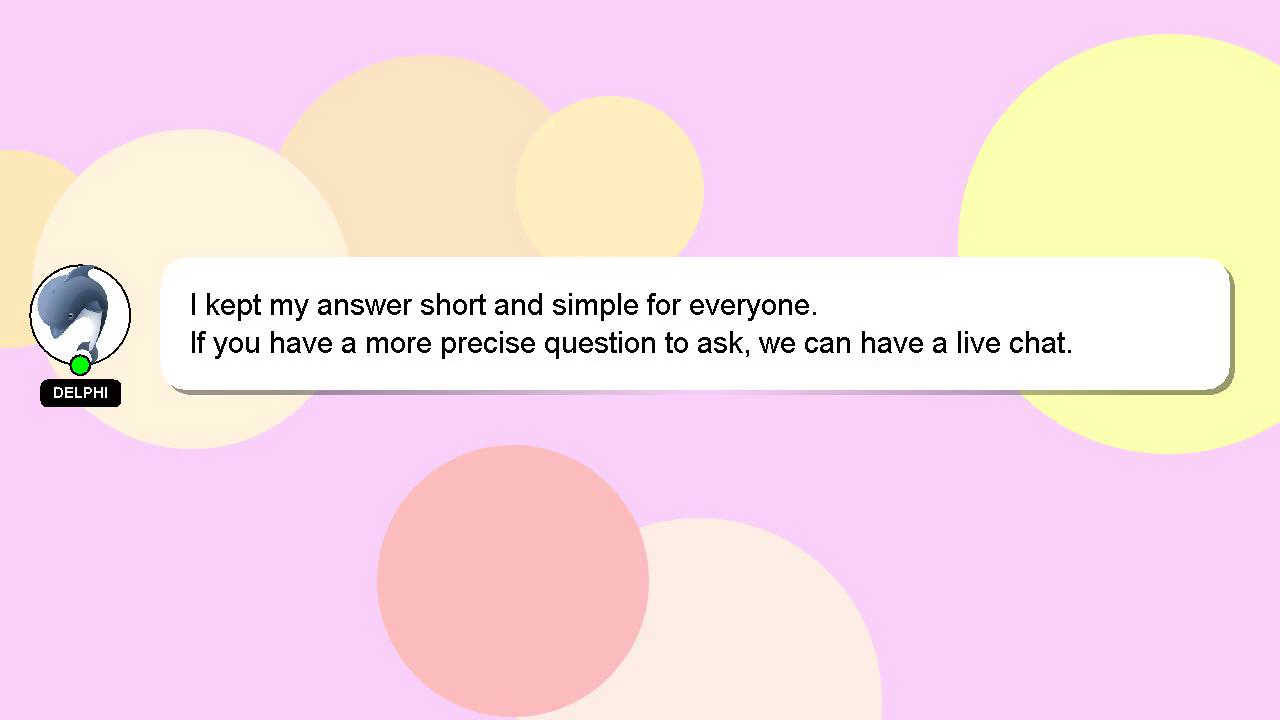 I kept my answer short and simple for everyone.
If you have a more precise question to ask, we can have a live chat.
DELPHI